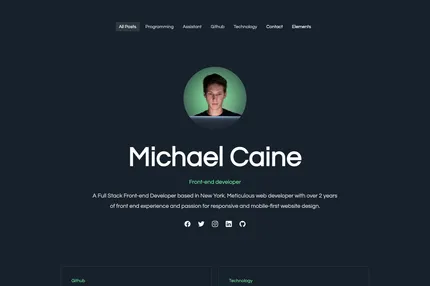 All Posts Programming Assistant Github Technology Contact Elements
Michael Caine
Front-end developer
A Full Stack Front-end Developer based in New York. Meticulous web developer with over 2 years
of front end experience and passion for responsive and mobile-first website design.
Github Technology